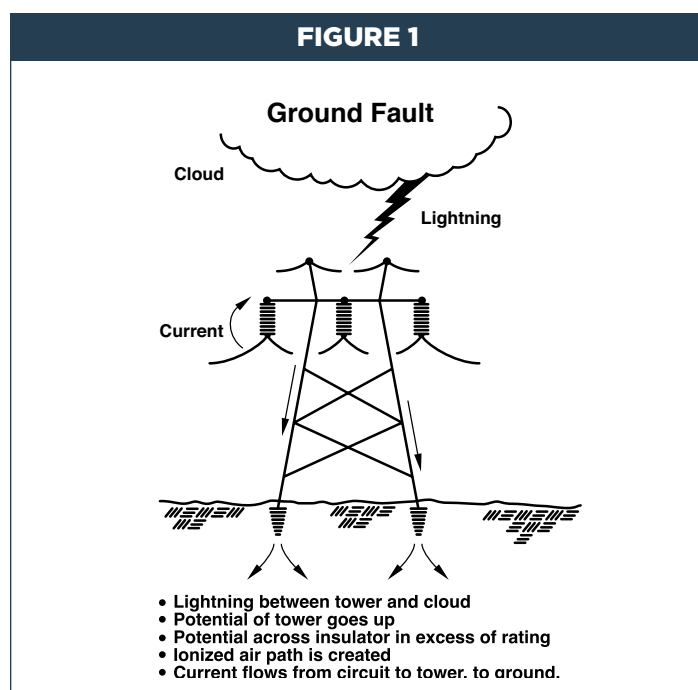 FIGURE 1
Ground Fault
Cloud
Lightning
Current
• Lightning between tower and cloud
• Potential of tower goes up
• Potential across insulator in excess of rating
• Ionized air path is created
• Current flows from circuit to tower, to ground.